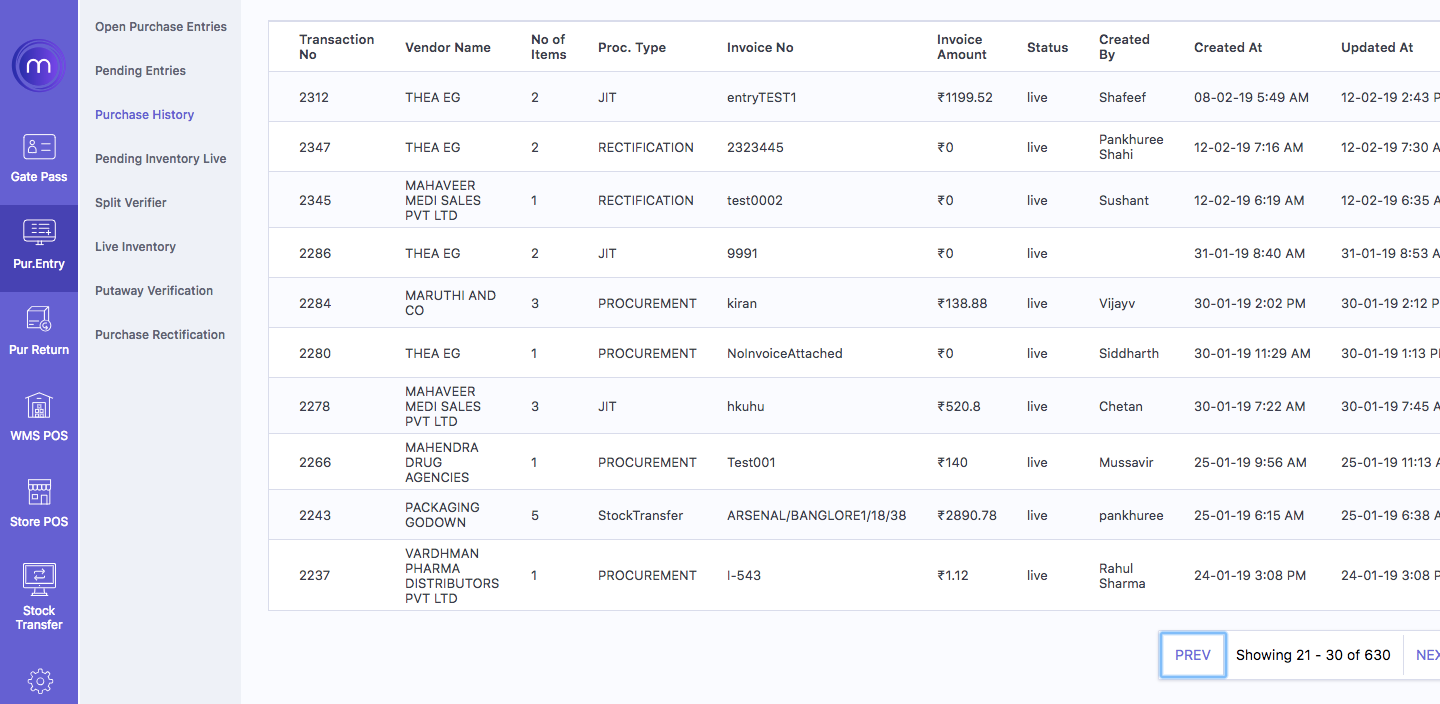 m
Gate Pass
Pur.Entry
Pur Return
WMS POS
Store POS
Stock
Transfer
Open Purchase Entries
Pending Entries
Purchase History
Pending Inventory Live
Split Verifier
Live Inventory
Putaway Verification
Purchase Rectification
Transaction No Vendor Name No of Items Proc. Type Invoice No Invoice Amount Status Created By Created At Updated At
2312 THEA EG 2 JIT entryTEST1 ₹1199.52 live Shafeef 08-02-19 5:49 AM 12-02-19 2:43 P
2347 THEA EG 2 RECTIFICATION 2323445 ₹0 live Pankhuree Shahi 12-02-19 7:16 AM 12-02-19 7:30 A
2345 MAHAVEER MEDI SALES PVT LTD 1 RECTIFICATION test0002 ₹0 live Sushant 12-02-19 6:19 AM 12-02-19 6:35 A
2286 THEA EG 2 JIT 9991 ₹0 live 31-01-19 8:40 AM 31-01-19 8:53 A
2284 MARUTHI AND CO 3 PROCUREMENT kiran ₹138.88 live Vijayv 30-01-19 2:02 PM 30-01-19 2:12 P
2280 THEA EG 1 PROCUREMENT NoInvoiceAttached ₹0 live Siddharth 30-01-19 11:29 AM 30-01-19 1:13 P
2278 MAHAVEER MEDI SALES PVT LTD 3 JIT hkuhu ₹520.8 live Chetan 30-01-19 7:22 AM 30-01-19 7:45 A
2266 MAHENDRA DRUG AGENCIES 1 PROCUREMENT Test001 ₹140 live Mussavir 25-01-19 9:56 AM 25-01-19 11:13 A
2243 PACKAGING GODOWN 5 StockTransfer ARSENAL/BANGLORE1/18/38 ₹2890.78 live pankhuree 25-01-19 6:15 AM 25-01-19 6:38 A
2237 VARDHMAN PHARMA DISTRIBUTORS PVT LTD 1 PROCUREMENT I-543 ₹1.12 live Rahul Sharma 24-01-19 3:08 PM 24-01-19 3:08 P
PREV Showing 21 - 30 of 630 NEX